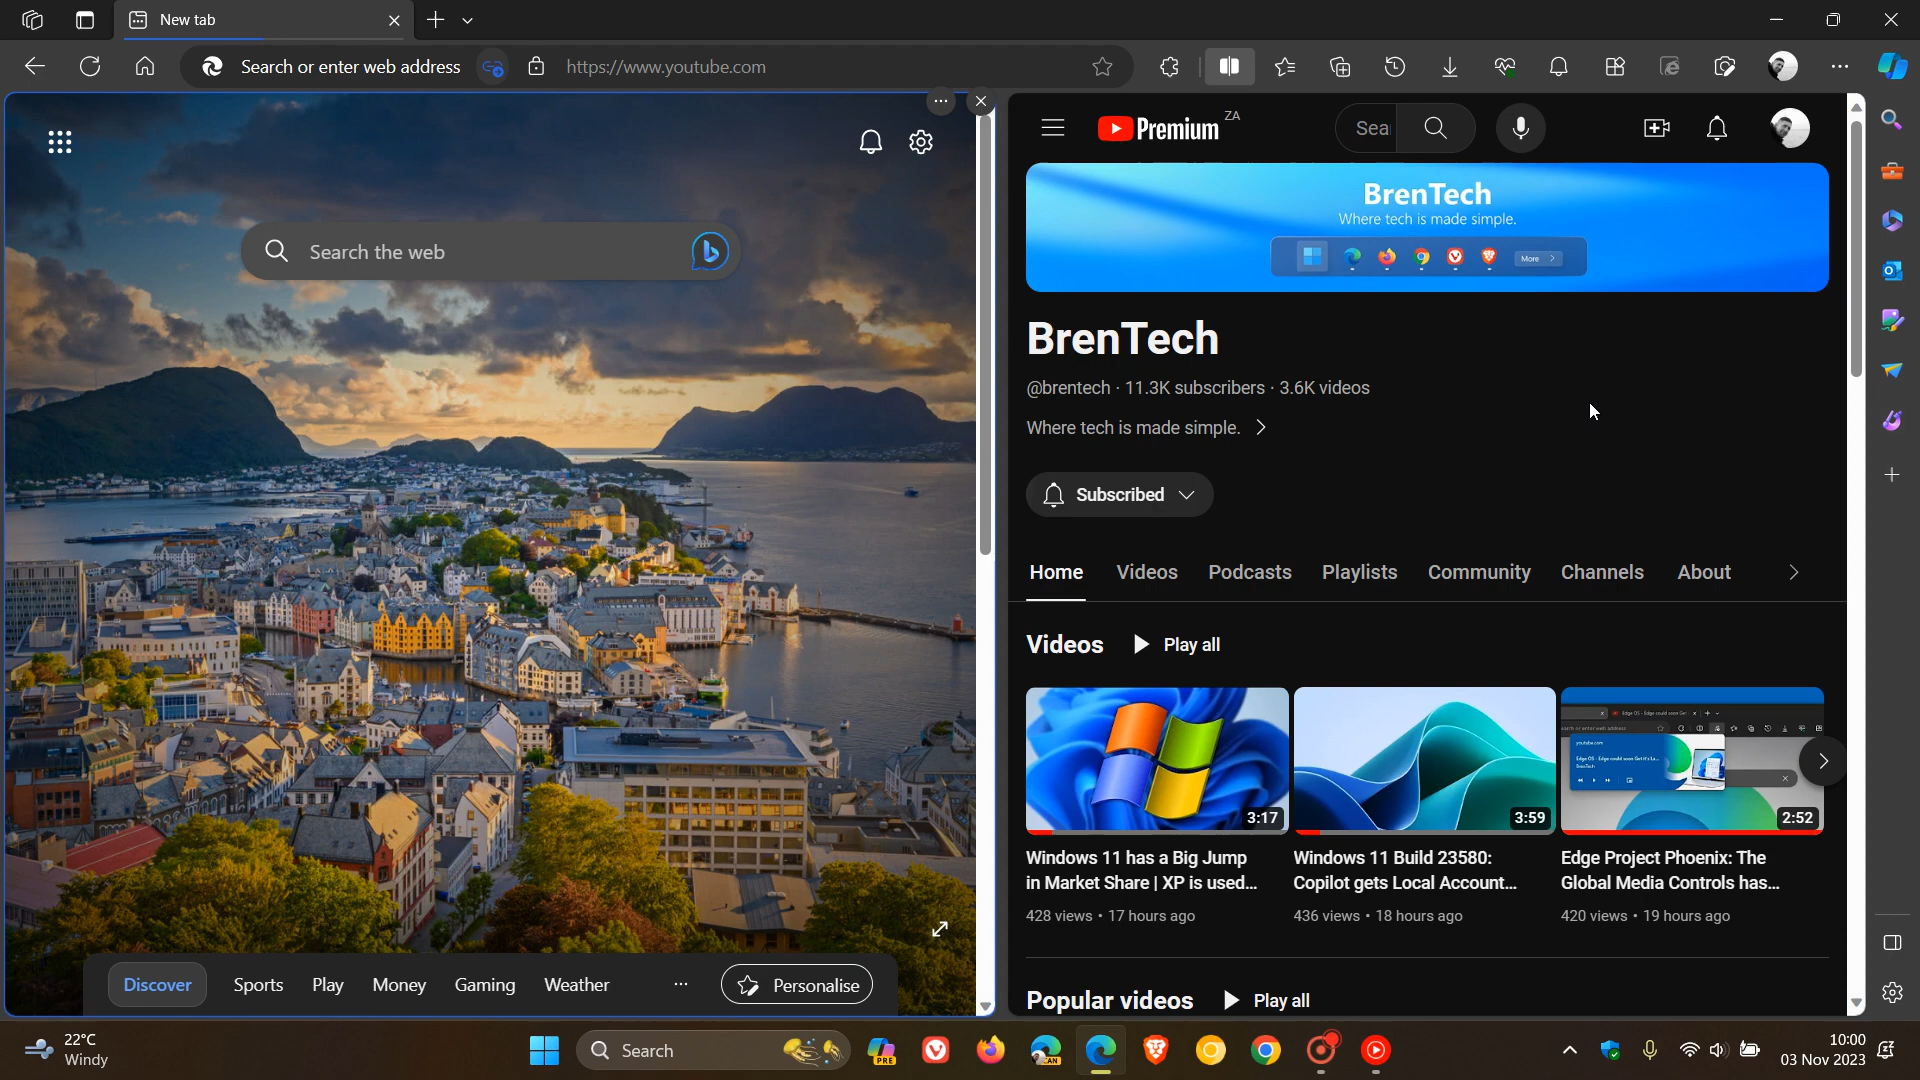 New tab
Search or enter web address
https://www.youtube.com
Search the web
Discover
Sports
Play
Money
Gaming
Weather
Personalise
Premium
ZA
Sea
BrenTech
Where tech is made simple.
More
BrenTech
@brentech · 11.3K subscribers · 3.6K videos
Where tech is made simple.
Subscribed
Home
Videos
Podcasts
Playlists
Community
Channels
About
Videos
Play all
3:17
3:59
2:52
Windows 11 has a Big Jump
in Market Share | XP is used...
428 views • 17 hours ago
Windows 11 Build 23580:
Copilot gets Local Account...
436 views • 18 hours ago
Edge Project Phoenix: The
Global Media Controls has...
420 views • 19 hours ago
Popular videos
Play all
22°C
Windy
Search
PRE
CAN
10:00
03 Nov 2023